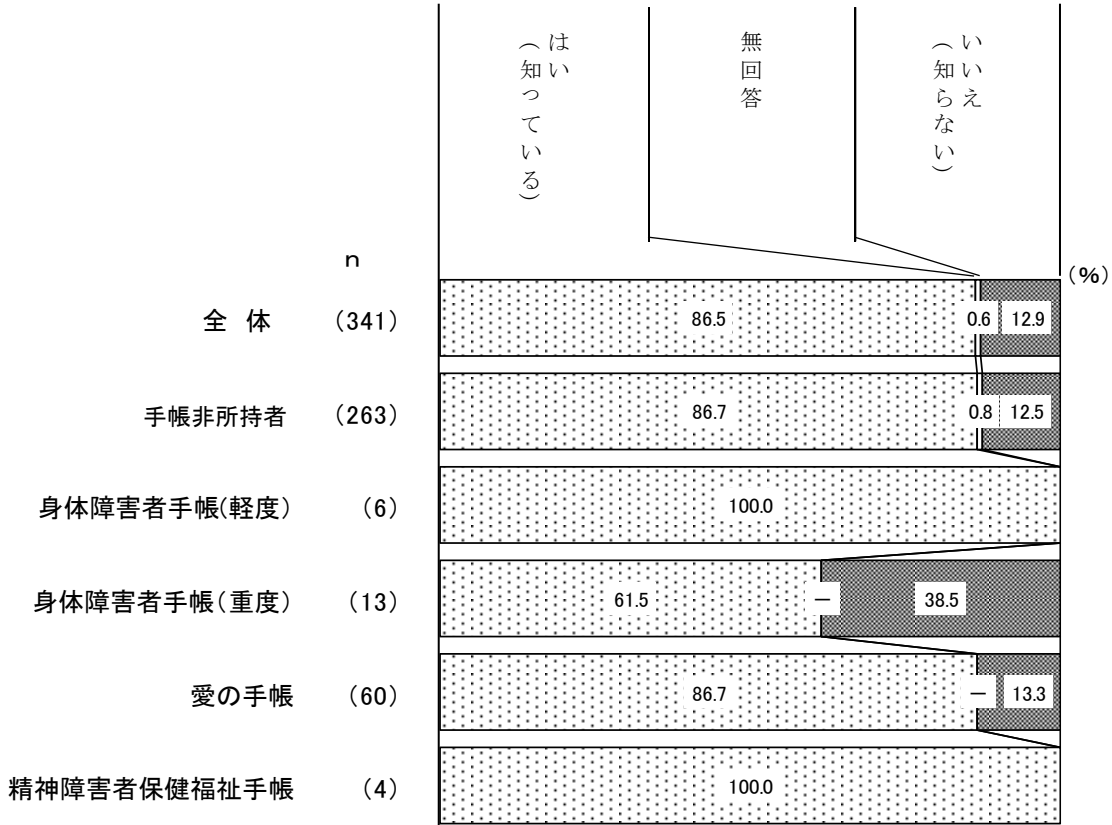 はい
（知っている）
無回答
いいえ
（知らない）
n
（%）
全 体 （341） 86.5 0.6 12.9
手帳非所持者 （263） 86.7 0.8 12.5
身体障害者手帳（軽度） （6） 100.0
身体障害者手帳（重度） （13） 61.5 － 38.5
愛の手帳 （60） 86.7 － 13.3
精神障害者保健福祉手帳 （4） 100.0